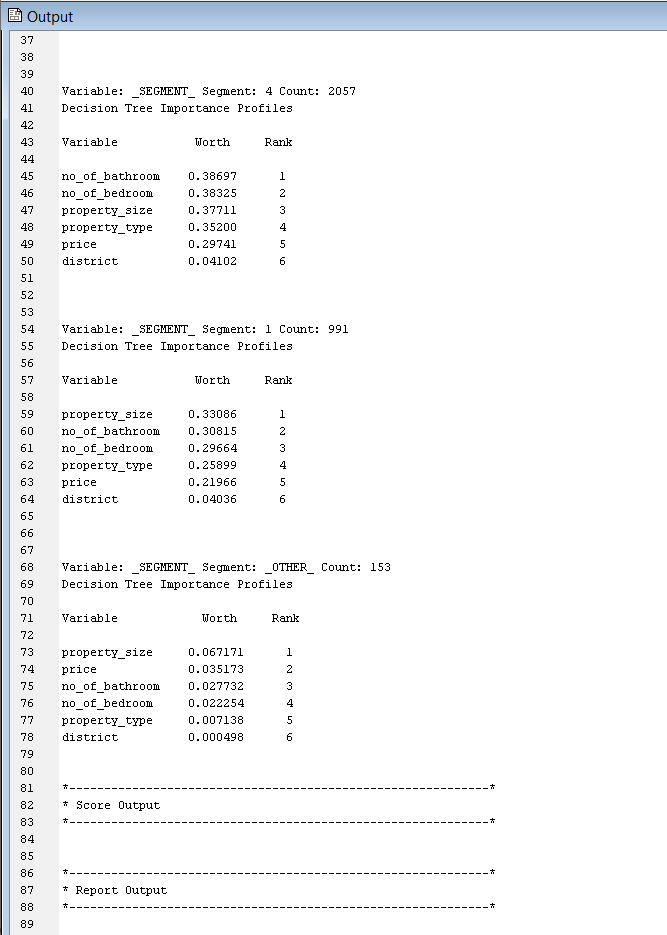 Output
37
38
39
40 Variable: _SEGMENT_ Segment: 4 Count: 2057
41 Decision Tree Importance Profiles
42
43 Variable Worth Rank
44
45 no_of_bathroom 0.38697 1
46 no_of_bedroom 0.38325 2
47 property_size 0.37711 3
48 property_type 0.35200 4
49 price 0.29741 5
50 district 0.04102 6
51
52
53
54 Variable: _SEGMENT_ Segment: 1 Count: 991
55 Decision Tree Importance Profiles
56
57 Variable Worth Rank
58
59 property_size 0.33086 1
60 no_of_bathroom 0.30815 2
61 no_of_bedroom 0.29664 3
62 property_type 0.25899 4
63 price 0.21966 5
64 district 0.04036 6
65
66
67
68 Variable: _SEGMENT_ Segment: _OTHER_ Count: 153
69 Decision Tree Importance Profiles
70
71 Variable Worth Rank
72
73 property_size 0.067171 1
74 price 0.035173 2
75 no_of_bathroom 0.027732 3
76 no_of_bedroom 0.022254 4
77 property_type 0.007138 5
78 district 0.000498 6
79
80
81 *------------------------------------------------------------*
82 * Score Output
83 *------------------------------------------------------------*
84
85
86 *------------------------------------------------------------*
87 * Report Output
88 *------------------------------------------------------------*
89